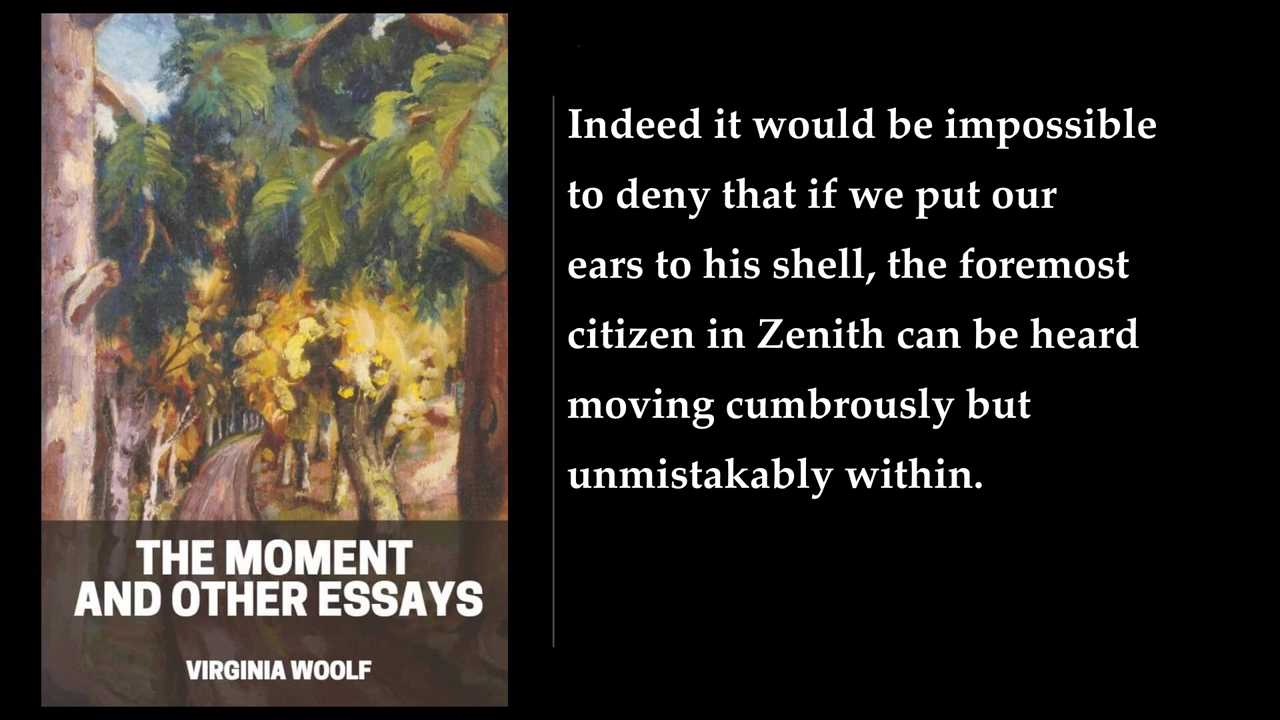 Indeed it would be impossible
to deny that if we put our
ears to his shell, the foremost
citizen in Zenith can be heard
moving cumbrously but
unmistakably within.
THE MOMENT
AND OTHER ESSAYS
VIRGINIA WOOLF